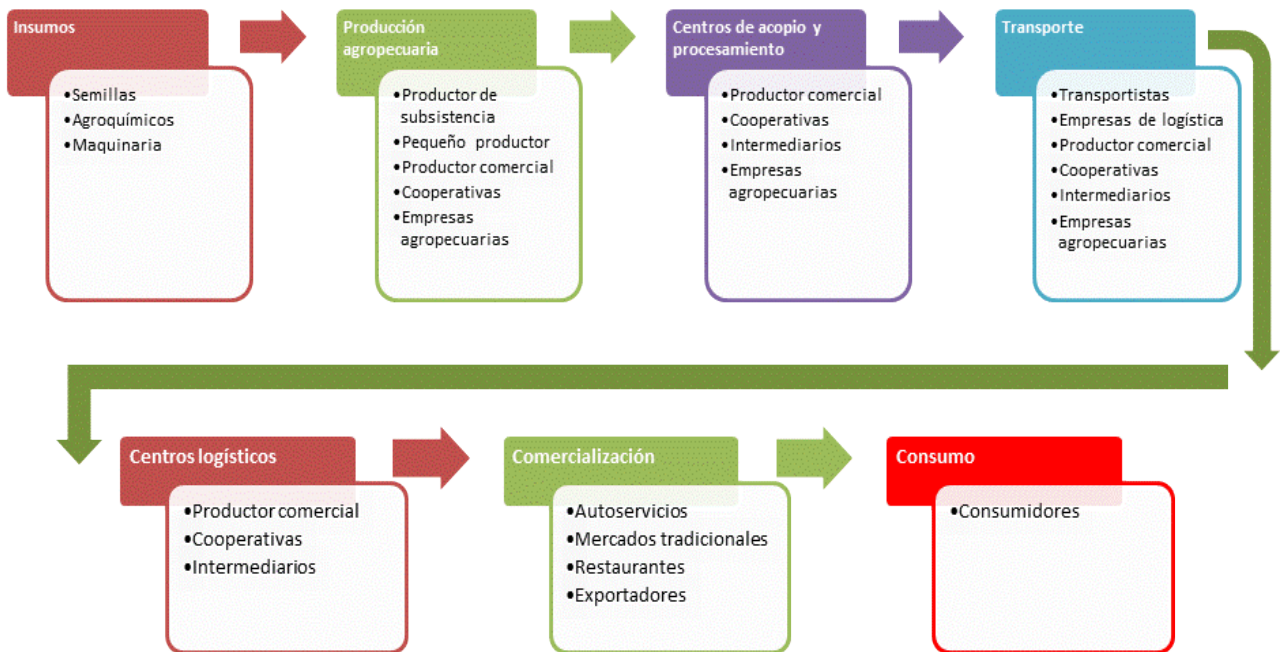 Insumos
•Semillas
•Agroquímicos
•Maquinaria
Producción
agropecuaria
•Productor de
subsistencia
•Pequeño productor
•Productor comercial
•Cooperativas
•Empresas
agropecuarias
Centros de acopio y
procesamiento
•Productor comercial
•Cooperativas
•Intermediarios
•Empresas
agropecuarias
Transporte
•Transportistas
•Empresas de logística
•Productor comercial
•Cooperativas
•Intermediarios
•Empresas
agropecuarias
Centros logísticos
•Productor comercial
•Cooperativas
•Intermediarios
Comercialización
•Autoservicios
•Mercados tradicionales
•Restaurantes
•Exportadores
Consumo
•Consumidores